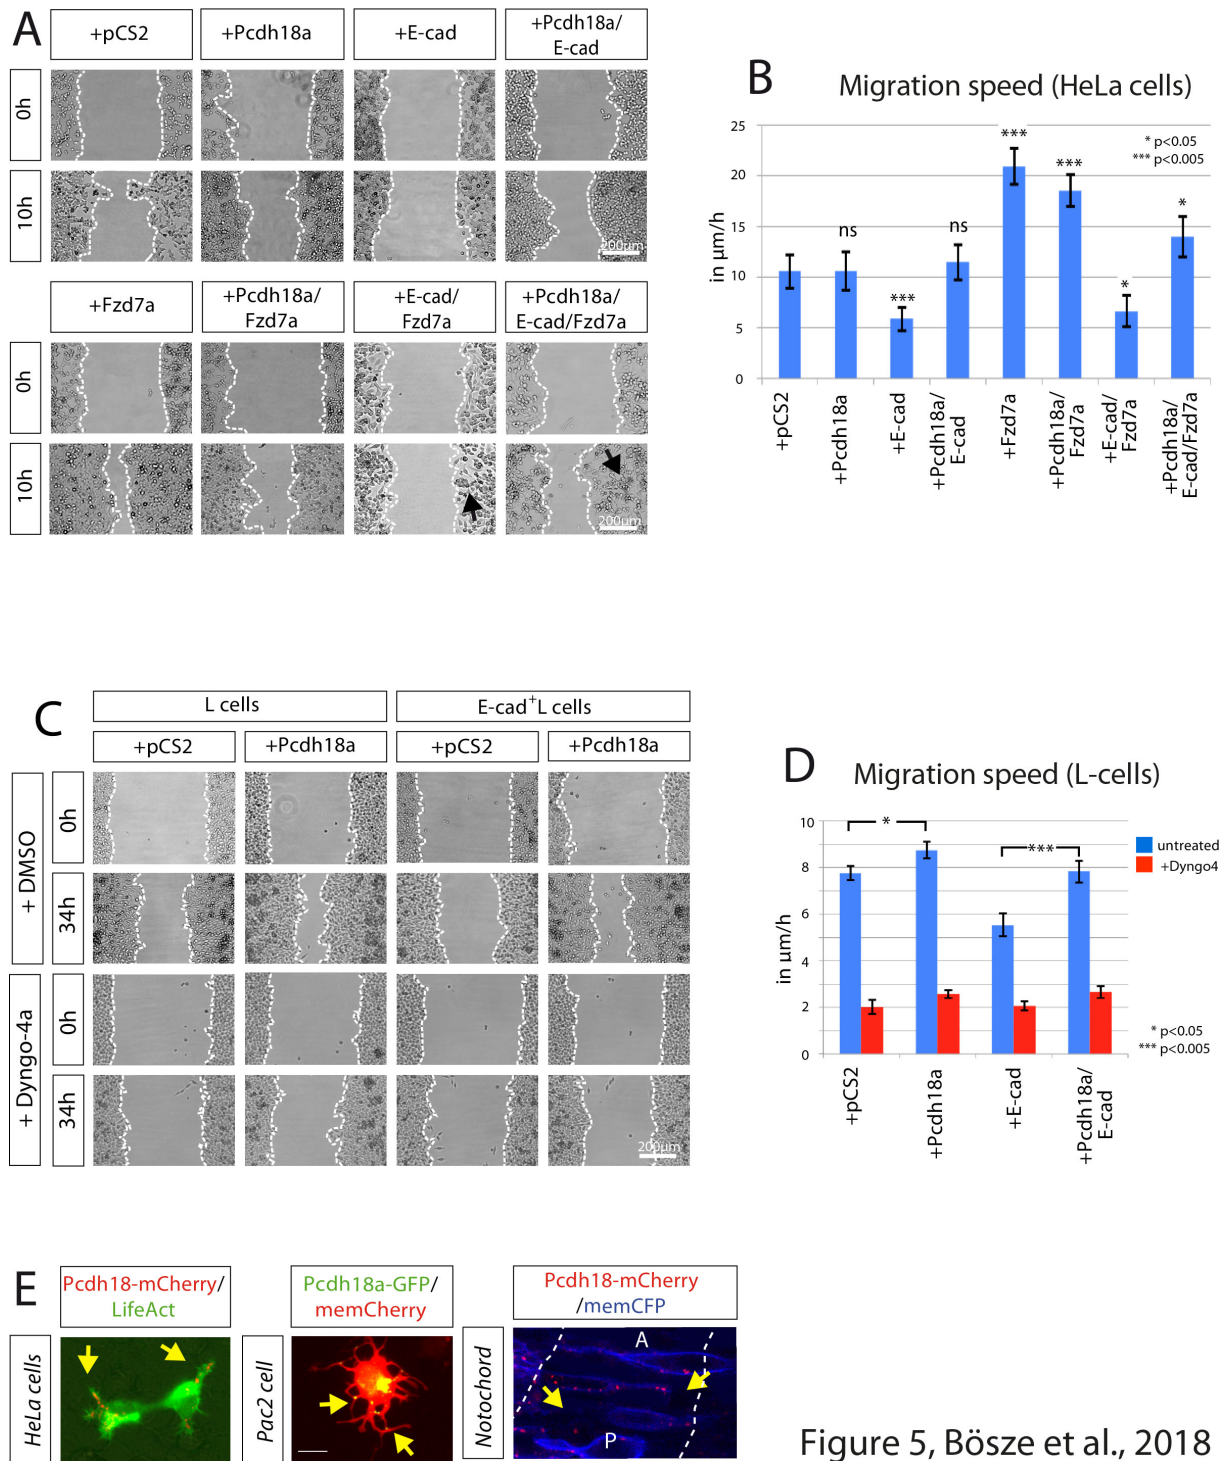 A
+pCS2
+Pcdh18a
+E-cad
+Pcdh18a/
E-cad
0h
10h
200µm
+Fzd7a
+Pcdh18a/
Fzd7a
+E-cad/
Fzd7a
+Pcdh18a/
E-cad/Fzd7a
0h
10h
200µm
B
Migration speed (HeLa cells)
25
20
15
10
5
0
in µm/h
* p<0.05
*** p<0.005
ns
***
ns
***
***
*
*
+pCS2
+Pcdh18a
+E-cad
+Pcdh18a/
E-cad
+Fzd7a
+Pcdh18a/
Fzd7a
+E-cad/
Fzd7a
+Pcdh18a/
E-cad/Fzd7a
C
L cells
E-cad+L cells
+pCS2
+Pcdh18a
+pCS2
+Pcdh18a
+ DMSO
0h
34h
+ Dyngo-4a
0h
34h
200µm
D
Migration speed (L-cells)
10
8
6
4
2
0
in µm/h
*
***
untreated
+Dyngo4
* p<0.05
*** p<0.005
+pCS2
+Pcdh18a
+E-cad
+Pcdh18a/
E-cad
E
Pcdh18-mCherry/
LifeAct
HeLa cells
Pcdh18a-GFP/
memCherry
Pac2 cell
Pcdh18-mCherry
/memCFP
Notochord
A
P
Figure 5, Bösze et al., 2018